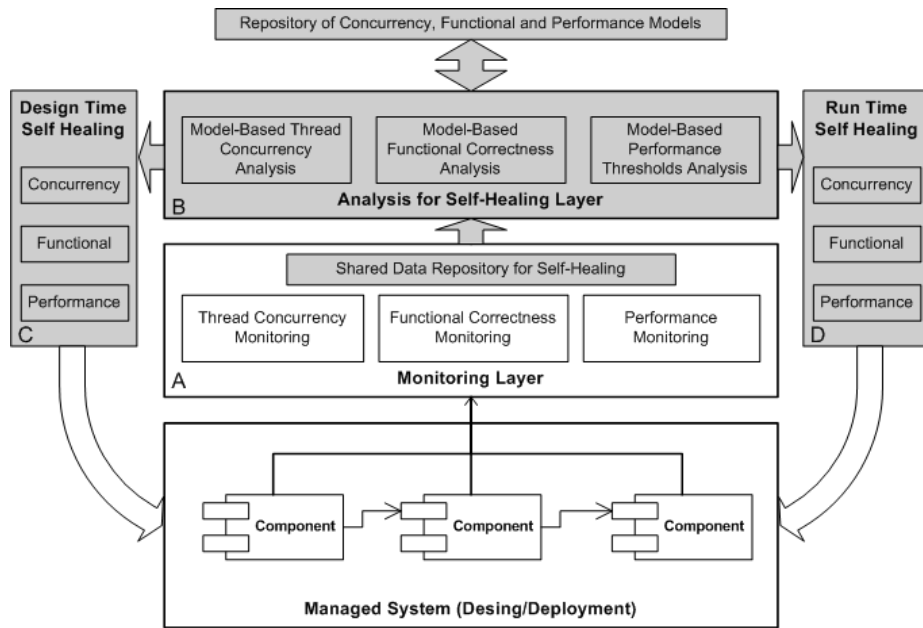 Repository of Concurrency, Functional and Performance Models
Design Time
Self Healing
Concurrency
Functional
Performance
C
Model-Based Thread
Concurrency
Analysis
Model-Based
Functional Correctness
Analysis
Model-Based
Performance
Thresholds Analysis
B
Analysis for Self-Healing Layer
Run Time
Self Healing
Concurrency
Functional
Performance
D
Shared Data Repository for Self-Healing
Thread Concurrency
Monitoring
Functional Correctness
Monitoring
Performance
Monitoring
A
Monitoring Layer
Component
Component
Component
Managed System (Desing/Deployment)